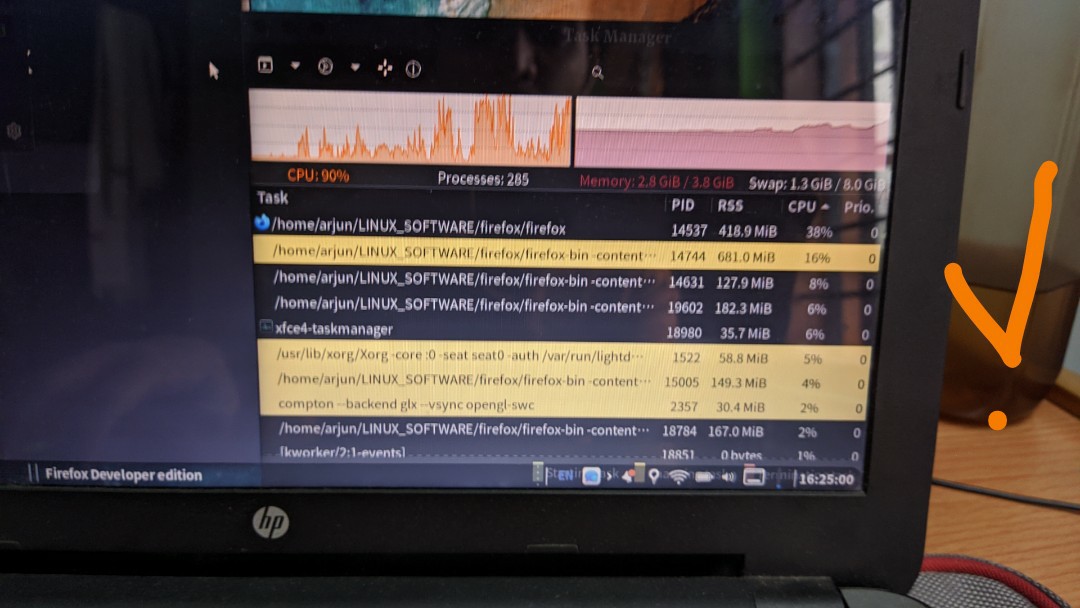 Task Manager
CPU: 90% Processes: 285 Memory: 2.8 GiB / 3.8 GiB Swap: 1.3 GiB / 8.0 GiB
Task PID RSS CPU Prio.
/home/arjun/LINUX_SOFTWARE/firefox/firefox 14537 418.9 MiB 38% 0
/home/arjun/LINUX_SOFTWARE/firefox/firefox-bin -content··· 14744 681.0 MiB 16% 0
/home/arjun/LINUX_SOFTWARE/firefox/firefox-bin -content··· 14631 127.9 MiB 8% 0
/home/arjun/LINUX_SOFTWARE/firefox/firefox-bin -content··· 19602 182.3 MiB 6% 0
xfce4-taskmanager 18980 35.7 MiB 6% 0
/usr/lib/xorg/Xorg -core :0 -seat seat0 -auth /var/run/lightd··· 1522 58.8 MiB 5% 0
/home/arjun/LINUX_SOFTWARE/firefox/firefox-bin -content··· 15005 149.3 MiB 4% 0
compton --backend glx --vsync opengl-swc 2357 30.4 MiB 2% 0
/home/arjun/LINUX_SOFTWARE/firefox/firefox-bin -content··· 18784 167.0 MiB 2% 0
[kworker/2:1-events] 18851 0 bytes 1% 0
Firefox Developer edition EN 16:25:00
hp